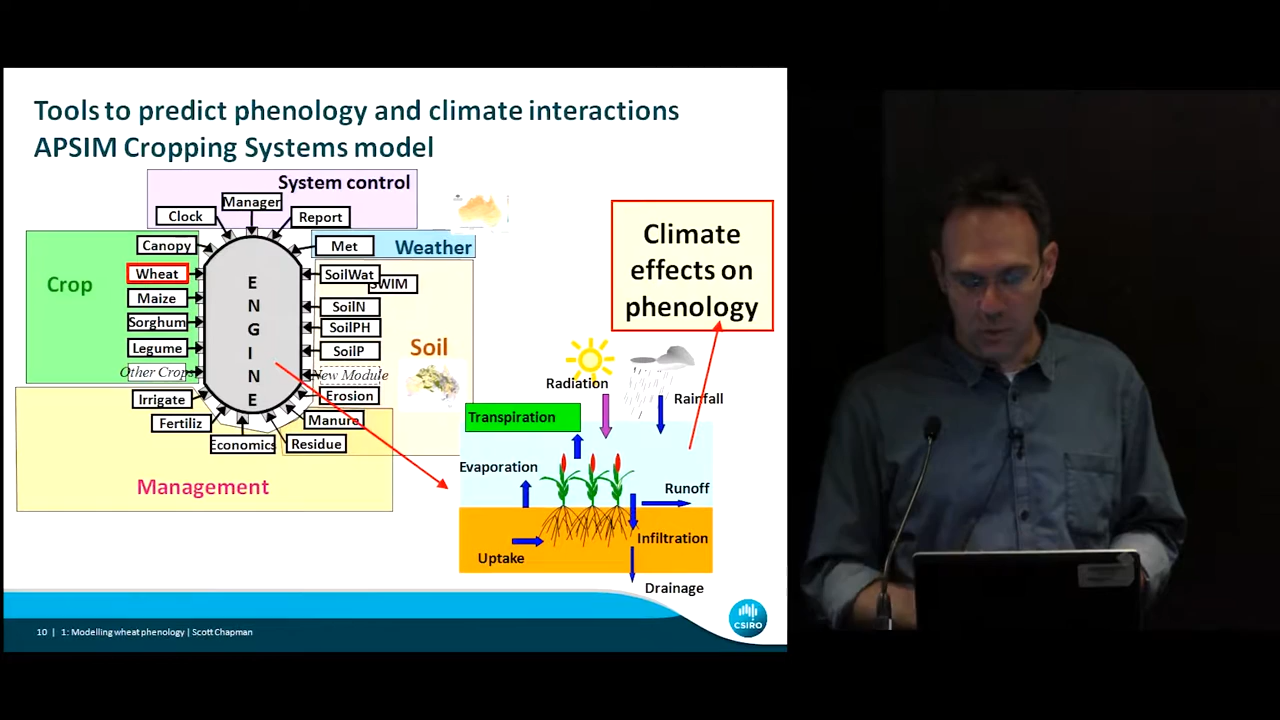 Tools to predict phenology and climate interactions
APSIM Cropping Systems model
System control
Manager
Clock
Report
Canopy
Met
Weather
Crop
Wheat
SoilWat
SWIM
Maize
SoilN
Sorghum
SoilPH
Legume
SoilP
Soil
Other Crops
New Module
Irrigate
Erosion
Fertiliz
Manure
Economics
Residue
ENGINE
Management
Climate
effects on
phenology
Radiation
Rainfall
Transpiration
Evaporation
Runoff
Infiltration
Uptake
Drainage
10 | 1: Modelling wheat phenology | Scott Chapman
CSIRO